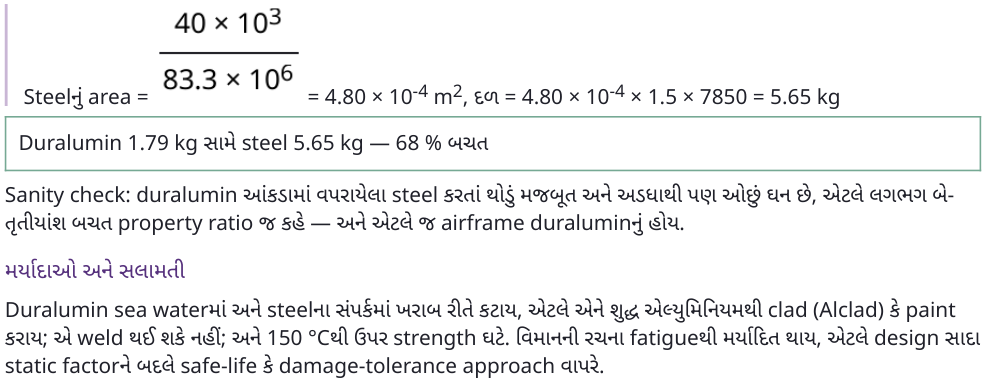 Steelનું area = 40 × 10³ / 83.3 × 10⁶ = 4.80 × 10⁻⁴ m², દળ = 4.80 × 10⁻⁴ × 1.5 × 7850 = 5.65 kg
Duralumin 1.79 kg સામે steel 5.65 kg — 68 % બચત
Sanity check: duralumin આંકડામાં વપરાયેલા steel કરતાં થોડું મજબૂત અને અડધાથી પણ ઓછું ઘન છે, એટલે લગભગ બે-
તૃતીયાંશ બચત property ratio જ કહે — અને એટલે જ airframe duraluminનું હોય.
મર્યાદાઓ અને સલામતી
Duralumin sea waterમાં અને steelના સંપર્કમાં ખરાબ રીતે કટાય, એટલે એને શુદ્ધ એલ્યુમિનિયમથી clad (Alclad) કે paint
કરાય; એ weld થઈ શકે નહીં; અને 150 °Cથી ઉપર strength ઘટે. વિમાનની રચના fatigueથી મર્યાદિત થાય, એટલે design સાદા
static factorને બદલે safe-life કે damage-tolerance approach વાપરે.